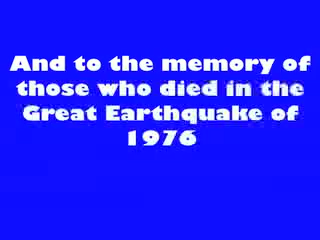 And to the memory of
those who died in the
Great Earthquake of
1976